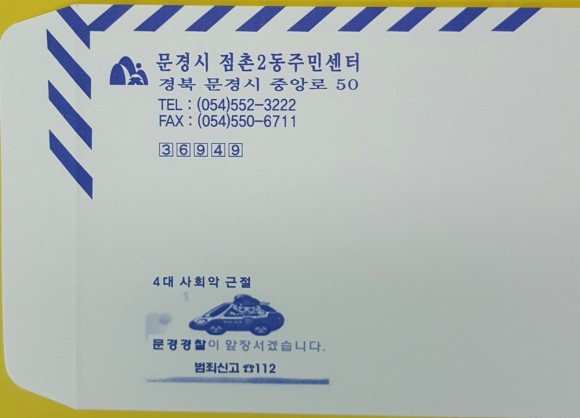 문경시 점촌2동주민센터
경북 문경시 중앙로 50
TEL : (054)552-3222
FAX : (054)550-6711
36949
4대 사회악 근절
문경경찰이 앞장서겠습니다.
범죄신고 ☎112